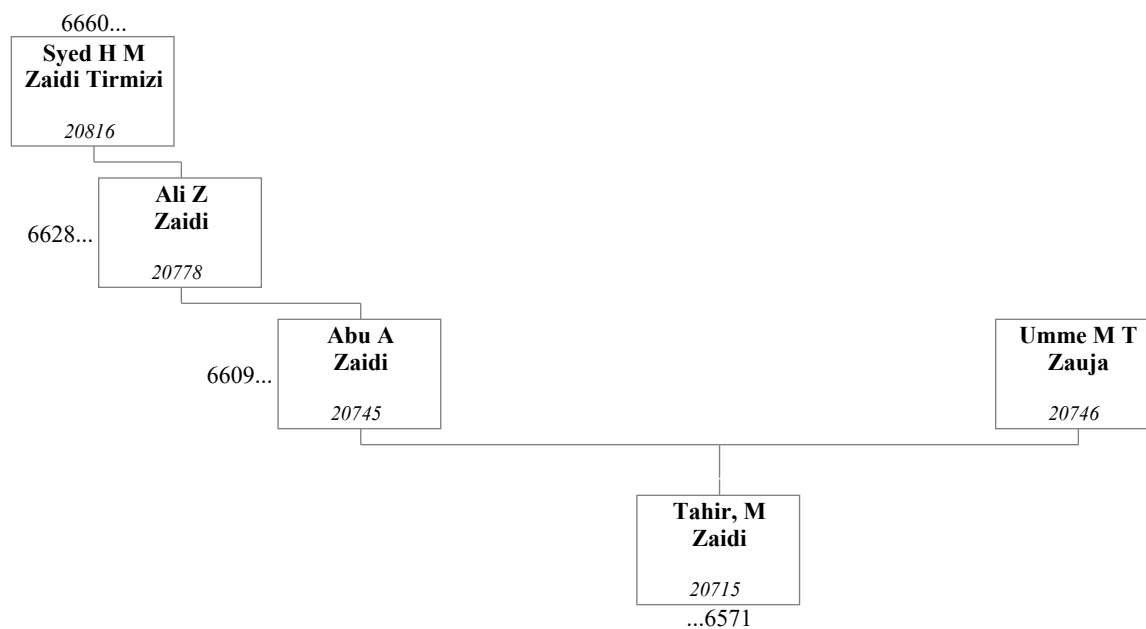 6660...
Syed H M
Zaidi Tirmizi
20816
Ali Z
Zaidi
6628...
20778
Abu A
Zaidi
6609...
20745
Umme M T
Zauja
20746
Tahir, M
Zaidi
20715
...6571